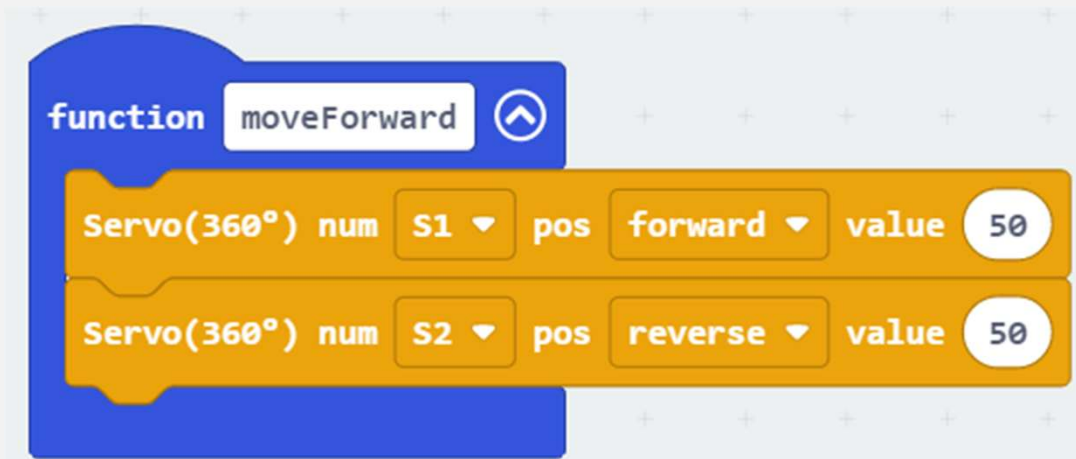 function moveForward
Servo(360°) num S1 pos forward value 50
Servo(360°) num S2 pos reverse value 50